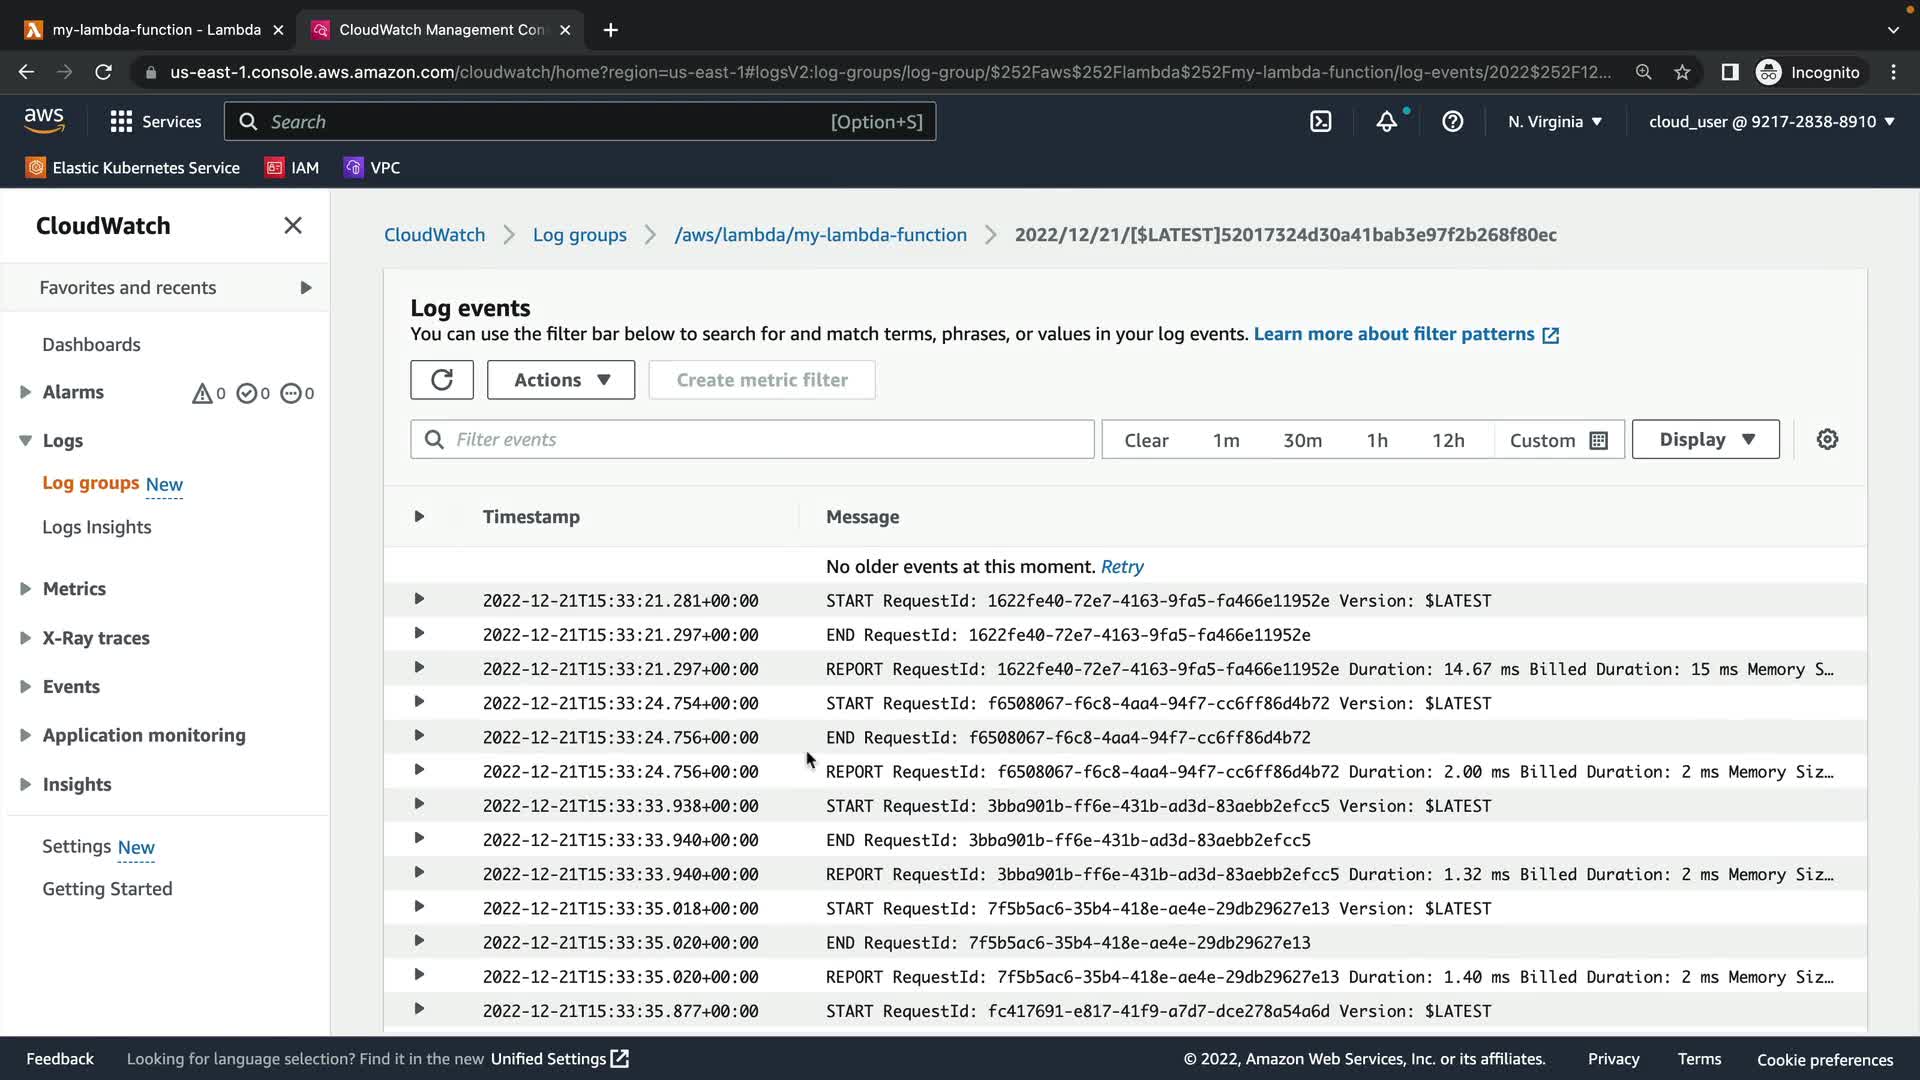 my-lambda-function - Lambda
CloudWatch Management Con
us-east-1.console.aws.amazon.com/cloudwatch/home?region=us-east-1#logsV2:log-groups/log-group/$252Faws$252Flambda$252Fmy-lambda-function/log-events/2022$252F12...
Incognito
aws
Services
Search
[Option+S]
N. Virginia
cloud_user @ 9217-2838-8910
Elastic Kubernetes Service
IAM
VPC
CloudWatch
Favorites and recents
Dashboards
Alarms 0 0 0
Logs
Log groups New
Logs Insights
Metrics
X-Ray traces
Events
Application monitoring
Insights
Settings New
Getting Started
CloudWatch
Log groups
/aws/lambda/my-lambda-function
2022/12/21/[$LATEST]52017324d30a41bab3e97f2b268f80ec
Log events
You can use the filter bar below to search for and match terms, phrases, or values in your log events. Learn more about filter patterns
Actions
Create metric filter
Filter events
Clear 1m 30m 1h 12h Custom
Display
Timestamp Message
No older events at this moment. Retry
2022-12-21T15:33:21.281+00:00 START RequestId: 1622fe40-72e7-4163-9fa5-fa466e11952e Version: $LATEST
2022-12-21T15:33:21.297+00:00 END RequestId: 1622fe40-72e7-4163-9fa5-fa466e11952e
2022-12-21T15:33:21.297+00:00 REPORT RequestId: 1622fe40-72e7-4163-9fa5-fa466e11952e Duration: 14.67 ms Billed Duration: 15 ms Memory S…
2022-12-21T15:33:24.754+00:00 START RequestId: f6508067-f6c8-4aa4-94f7-cc6ff86d4b72 Version: $LATEST
2022-12-21T15:33:24.756+00:00 END RequestId: f6508067-f6c8-4aa4-94f7-cc6ff86d4b72
2022-12-21T15:33:24.756+00:00 REPORT RequestId: f6508067-f6c8-4aa4-94f7-cc6ff86d4b72 Duration: 2.00 ms Billed Duration: 2 ms Memory Siz…
2022-12-21T15:33:33.938+00:00 START RequestId: 3bba901b-ff6e-431b-ad3d-83aebb2efcc5 Version: $LATEST
2022-12-21T15:33:33.940+00:00 END RequestId: 3bba901b-ff6e-431b-ad3d-83aebb2efcc5
2022-12-21T15:33:33.940+00:00 REPORT RequestId: 3bba901b-ff6e-431b-ad3d-83aebb2efcc5 Duration: 1.32 ms Billed Duration: 2 ms Memory Siz…
2022-12-21T15:33:35.018+00:00 START RequestId: 7f5b5ac6-35b4-418e-ae4e-29db29627e13 Version: $LATEST
2022-12-21T15:33:35.020+00:00 END RequestId: 7f5b5ac6-35b4-418e-ae4e-29db29627e13
2022-12-21T15:33:35.020+00:00 REPORT RequestId: 7f5b5ac6-35b4-418e-ae4e-29db29627e13 Duration: 1.40 ms Billed Duration: 2 ms Memory Siz…
2022-12-21T15:33:35.877+00:00 START RequestId: fc417691-e817-41f9-a7d7-dce278a54a6d Version: $LATEST
Feedback
Looking for language selection? Find it in the new Unified Settings
© 2022, Amazon Web Services, Inc. or its affiliates.
Privacy
Terms
Cookie preferences